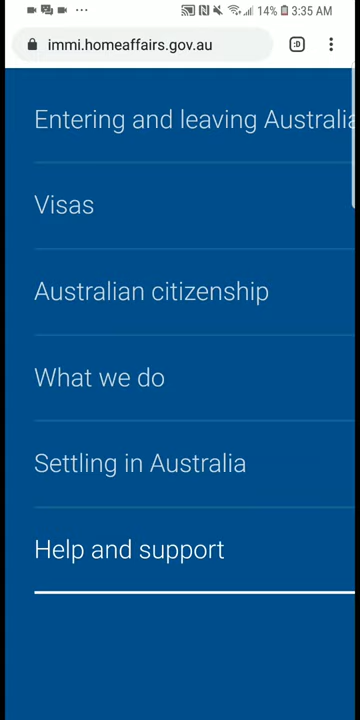 14% 3:35 AM
immi.homeaffairs.gov.au
:D
Entering and leaving Australia
Visas
Australian citizenship
What we do
Settling in Australia
Help and support